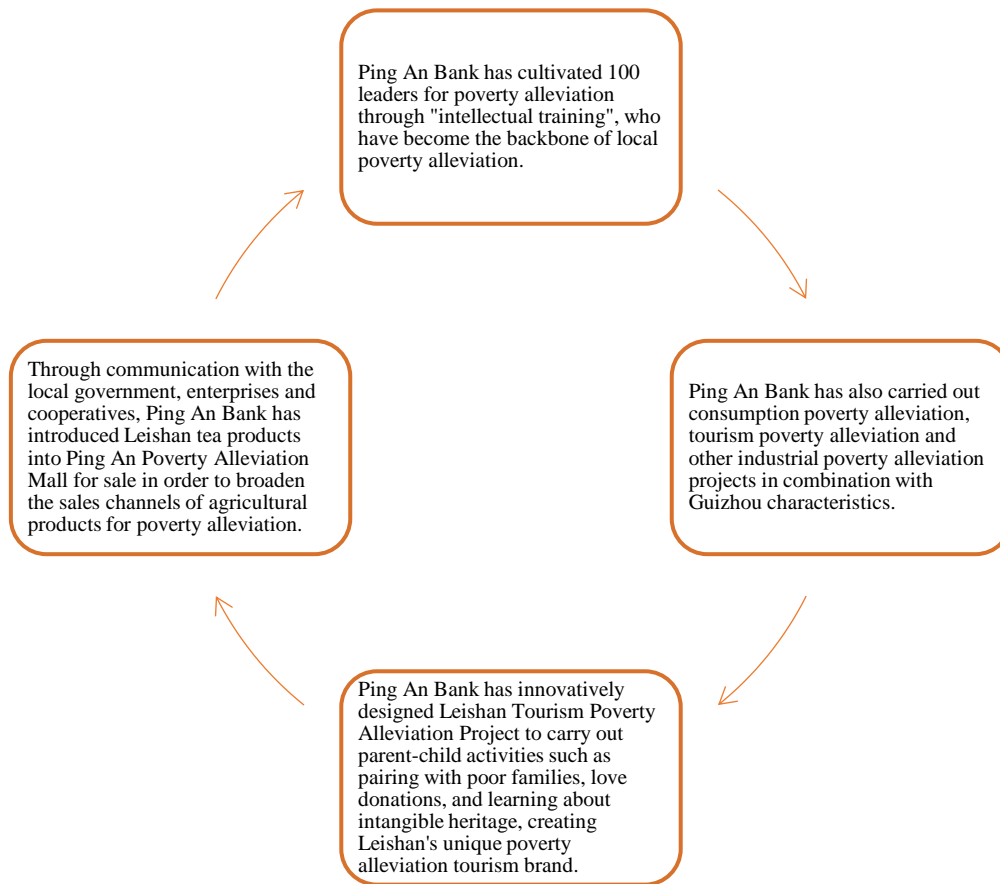 Ping An Bank has cultivated 100
leaders for poverty alleviation
through "intellectual training", who
have become the backbone of local
poverty alleviation.
Ping An Bank has also carried out
consumption poverty alleviation,
tourism poverty alleviation and
other industrial poverty alleviation
projects in combination with
Guizhou characteristics.
Ping An Bank has innovatively
designed Leishan Tourism Poverty
Alleviation Project to carry out
parent-child activities such as
pairing with poor families, love
donations, and learning about
intangible heritage, creating
Leishan's unique poverty
alleviation tourism brand.
Through communication with the
local government, enterprises and
cooperatives, Ping An Bank has
introduced Leishan tea products
into Ping An Poverty Alleviation
Mall for sale in order to broaden
the sales channels of agricultural
products for poverty alleviation.